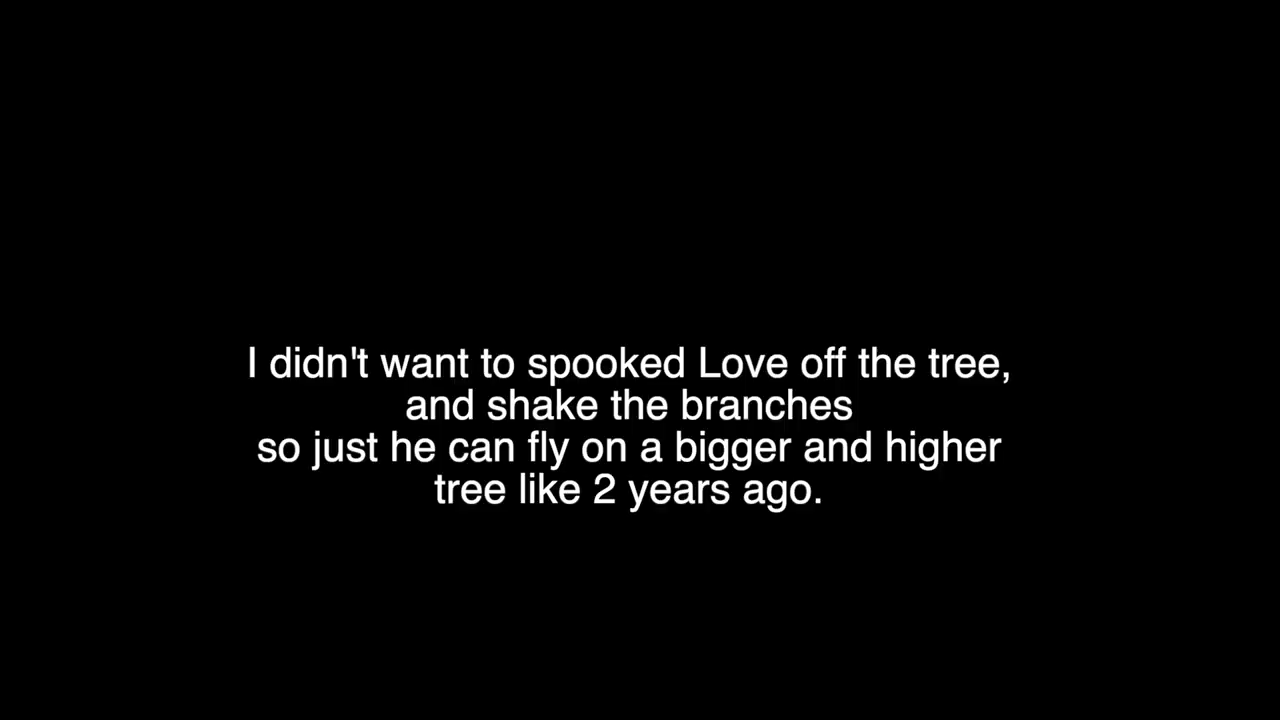 I didn't want to spooked Love off the tree,
and shake the branches
so just he can fly on a bigger and higher
tree like 2 years ago.